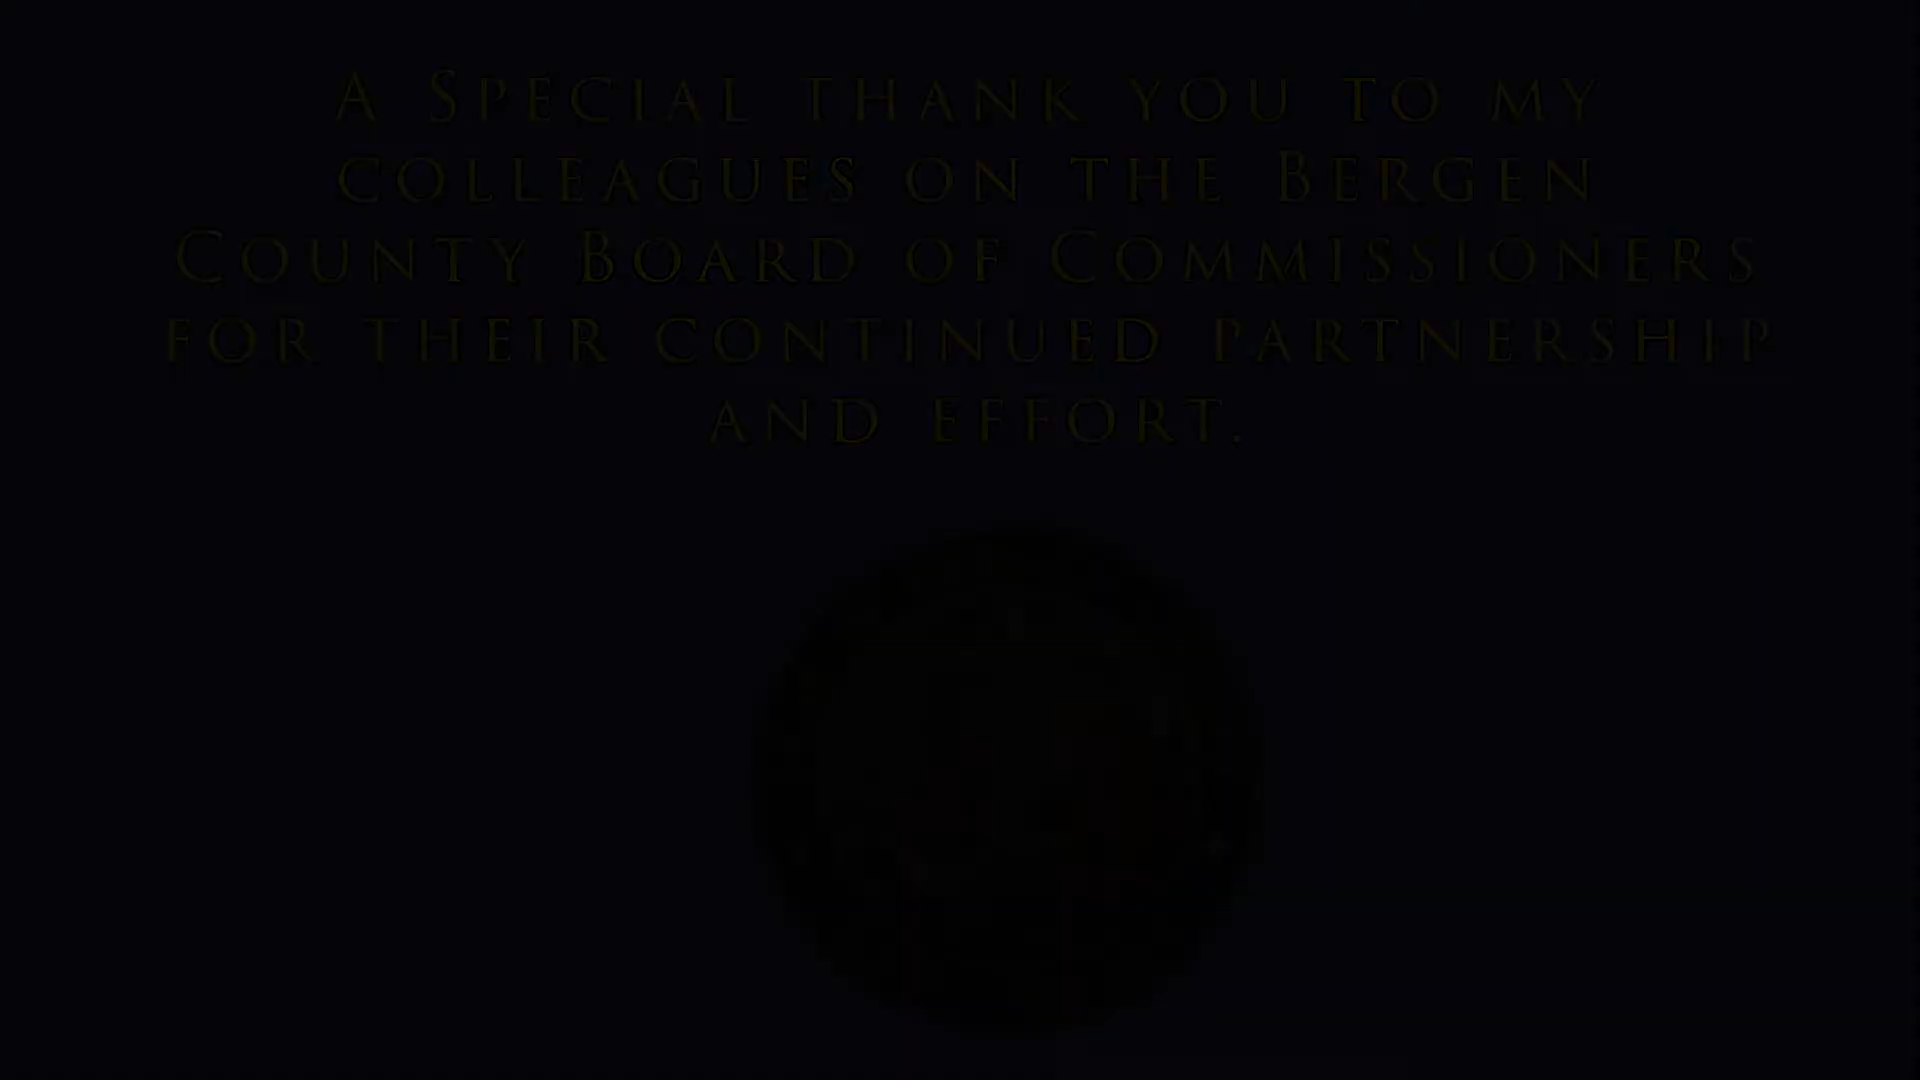 A Special thank you to my
colleagues on the Bergen
County Board of Commissioners
for their continued partnership
and effort.